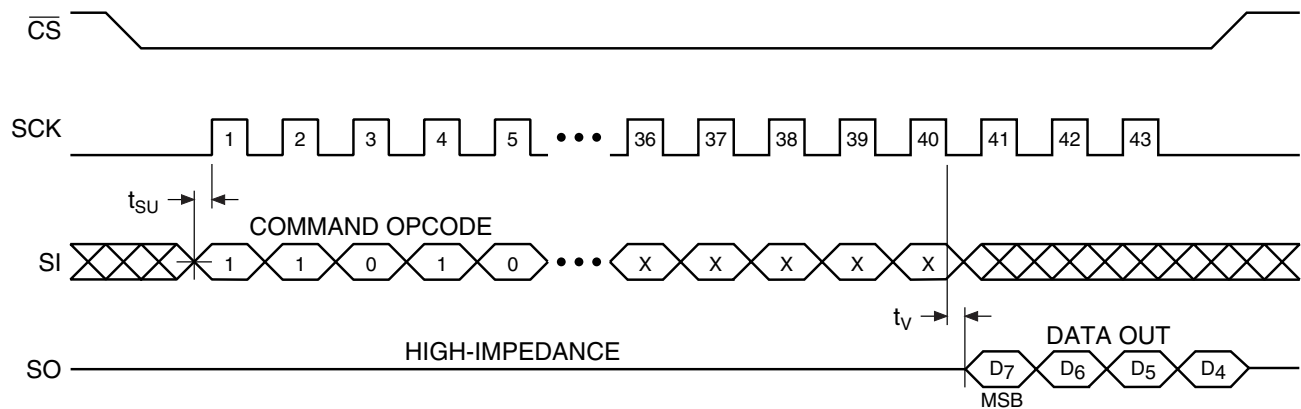 CS
SCK 1 2 3 4 5 ••• 36 37 38 39 40 41 42 43
tSU
COMMAND OPCODE
SI 1 1 0 1 0 ••• X X X X X
tV
HIGH-IMPEDANCE
DATA OUT
SO D7 D6 D5 D4
MSB